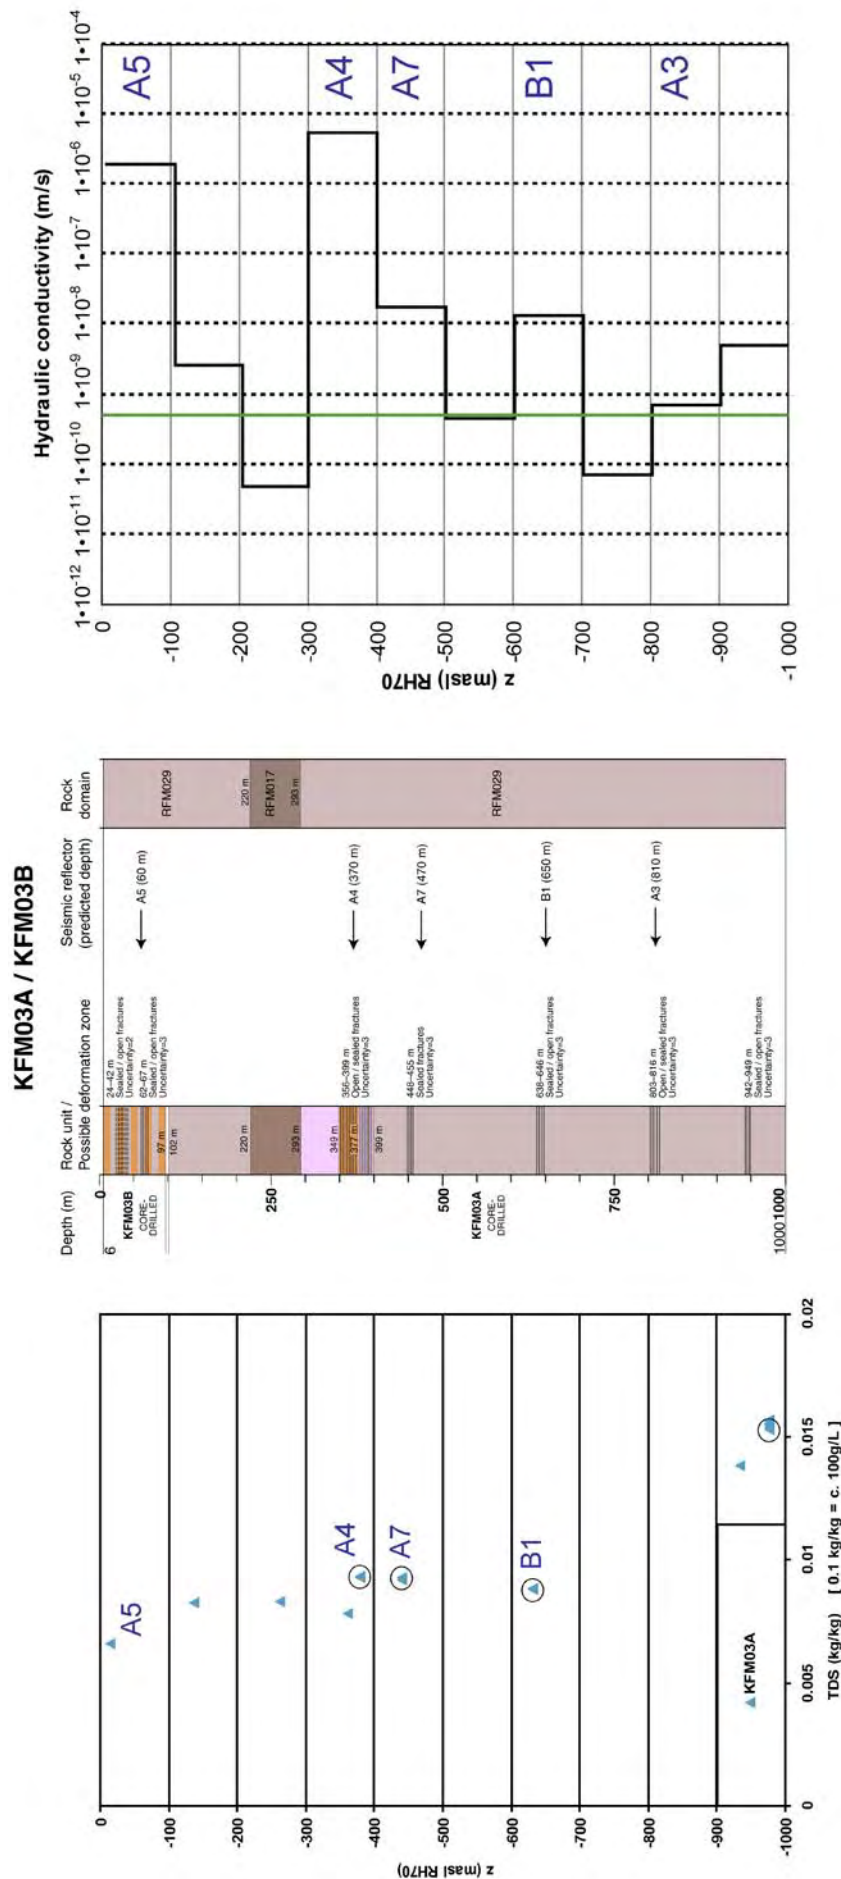 KFM03A / KFM03B
TDS (kg/kg) [ 0.1 kg/kg = c. 100g/L ]
0
0.005
0.01
0.015
0.02
z (masl RH70)
0
-100
-200
-300
-400
-500
-600
-700
-800
-900
-1000
A5
A4
A7
B1
KFM03A
Depth (m)
0
6
250
500
750
1000
1000
KFM03B
CORE-
DRILLED
KFM03A
CORE-
DRILLED
Rock unit /
Possible deformation zone
97 m
102 m
220 m
293 m
349 m
377 m
399 m
24–42 m
Sealed / open fractures
Uncertainty=2
62–67 m
Sealed / open fractures
Uncertainty=3
356–399 m
Open / sealed fractures
Uncertainty=3
448–455 m
Sealed fractures
Uncertainty=3
638–646 m
Sealed / open fractures
Uncertainty=3
803–816 m
Open / sealed fractures
Uncertainty=3
942–949 m
Sealed / open fractures
Uncertainty=3
Seismic reflector
(predicted depth)
A5 (60 m)
A4 (370 m)
A7 (470 m)
B1 (650 m)
A3 (810 m)
Rock
domain
RFM029
220 m
RFM017
293 m
RFM029
Hydraulic conductivity (m/s)
1•10-12
1•10-11
1•10-10
1•10-9
1•10-8
1•10-7
1•10-6
1•10-5
1•10-4
z (masl) RH70
0
-100
-200
-300
-400
-500
-600
-700
-800
-900
-1 000
A5
A4
A7
B1
A3